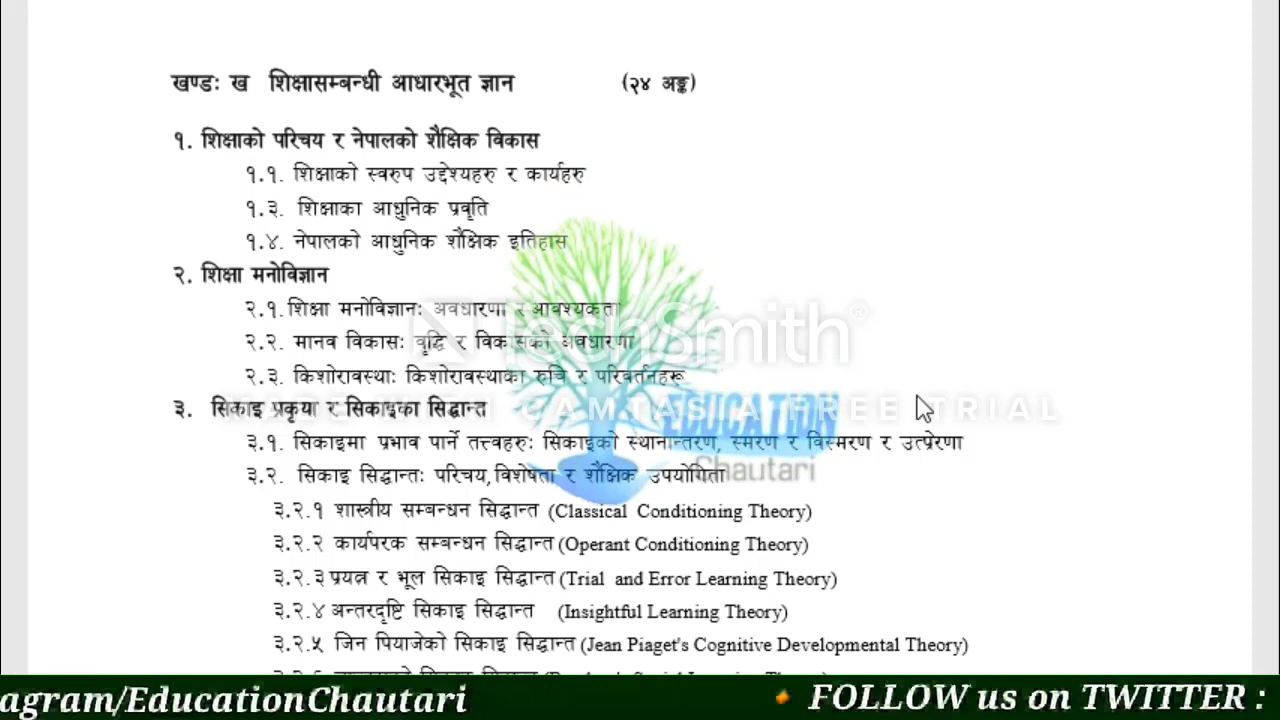 खण्डः ख शिक्षासम्बन्धी आधारभूत ज्ञान (२४ अङ्क)
१. शिक्षाको परिचय र नेपालको शैक्षिक विकास
१.१. शिक्षाको स्वरुप उद्देश्यहरु र कार्यहरु
१.३. शिक्षाका आधुनिक प्रवृति
१.४. नेपालको आधुनिक शैक्षिक इतिहास
२. शिक्षा मनोविज्ञान
२.१. शिक्षा मनोविज्ञानः अवधारणा र आवश्यकता
TechSmith®
२.२. मानव विकासः वृद्धि र विकासको अवधारणा
२.३. किशोरावस्थाः किशोरावस्थाका रुचि र परिवर्तनहरू
MADE WITH CAMTASIA FREE TRIAL
EDUCATION
३. सिकाइ प्रकृया र सिकाइका सिद्धान्त
३.१. सिकाइमा प्रभाव पार्ने तत्त्वहरुः सिकाइको स्थानान्तरण, स्मरण र विस्मरण र उत्प्रेरणा
Chautari
३.२. सिकाइ सिद्धान्तः परिचय, विशेषता र शैक्षिक उपयोगिता
३.२.१ शास्त्रीय सम्बन्धन सिद्धान्त (Classical Conditioning Theory)
३.२.२ कार्यपरक सम्बन्धन सिद्धान्त (Operant Conditioning Theory)
३.२.३ प्रयत्न र भूल सिकाइ सिद्धान्त (Trial and Error Learning Theory)
३.२.४ अन्तरदृष्टि सिकाइ सिद्धान्त (Insightful Learning Theory)
३.२.५ जिन पियाजेको सिकाइ सिद्धान्त (Jean Piaget's Cognitive Developmental Theory)
agram/EducationChautari 🔸 FOLLOW us on TWITTER :